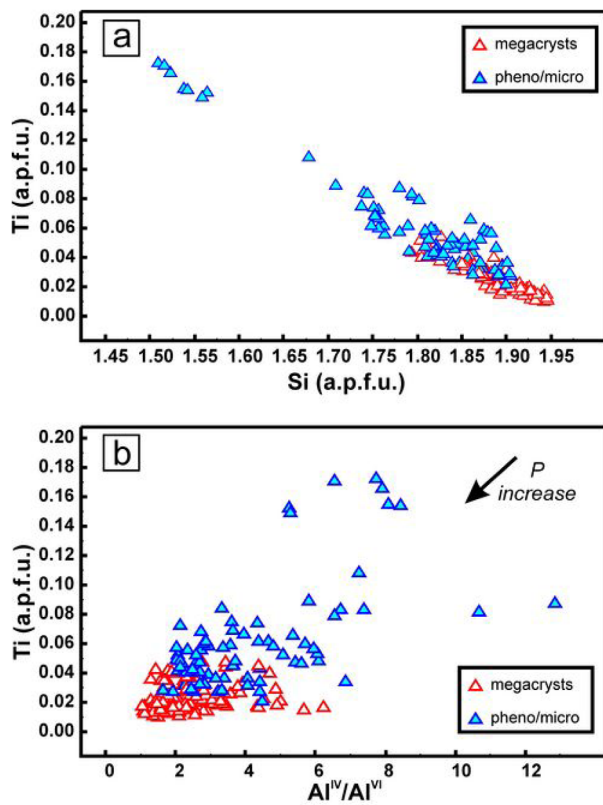 a
megacrysts
pheno/micro
0.20
0.18
0.16
0.14
0.12
0.10
0.08
0.06
0.04
0.02
0.00
Ti (a.p.f.u.)
1.45 1.50 1.55 1.60 1.65 1.70 1.75 1.80 1.85 1.90 1.95
Si (a.p.f.u.)
b
P
increase
0.20
0.18
0.16
0.14
0.12
0.10
0.08
0.06
0.04
0.02
0.00
Ti (a.p.f.u.)
megacrysts
pheno/micro
0 2 4 6 8 10 12
Al^IV/Al^VI